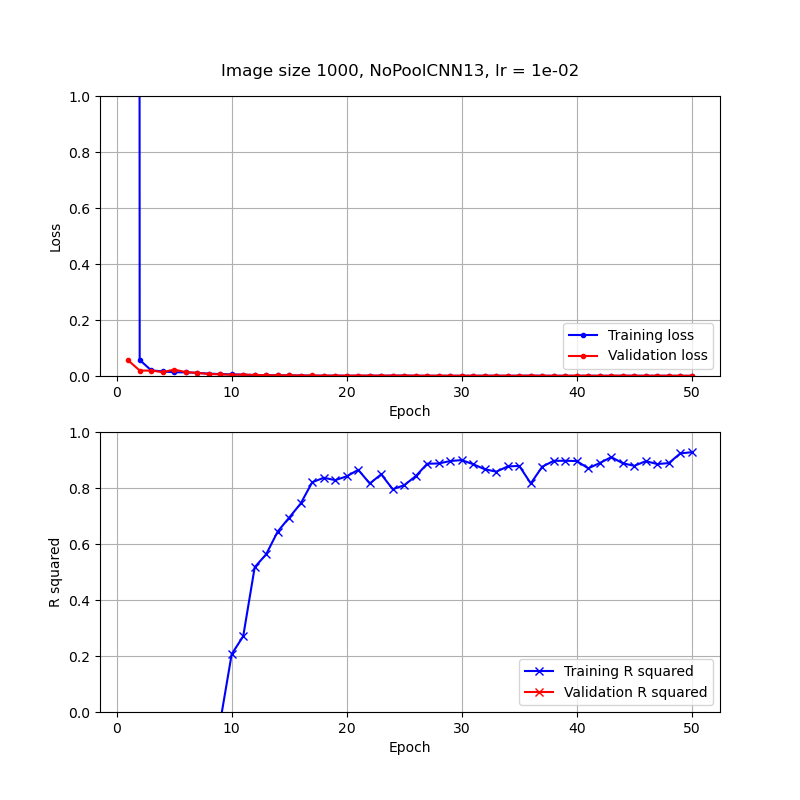 Image size 1000, NoPoolCNN13, lr = 1e-02
1.0
0.8
0.6
0.4
0.2
0.0
Loss
Training loss
Validation loss
0 10 20 30 40 50
Epoch
1.0
0.8
0.6
0.4
0.2
0.0
R squared
Training R squared
Validation R squared
0 10 20 30 40 50
Epoch